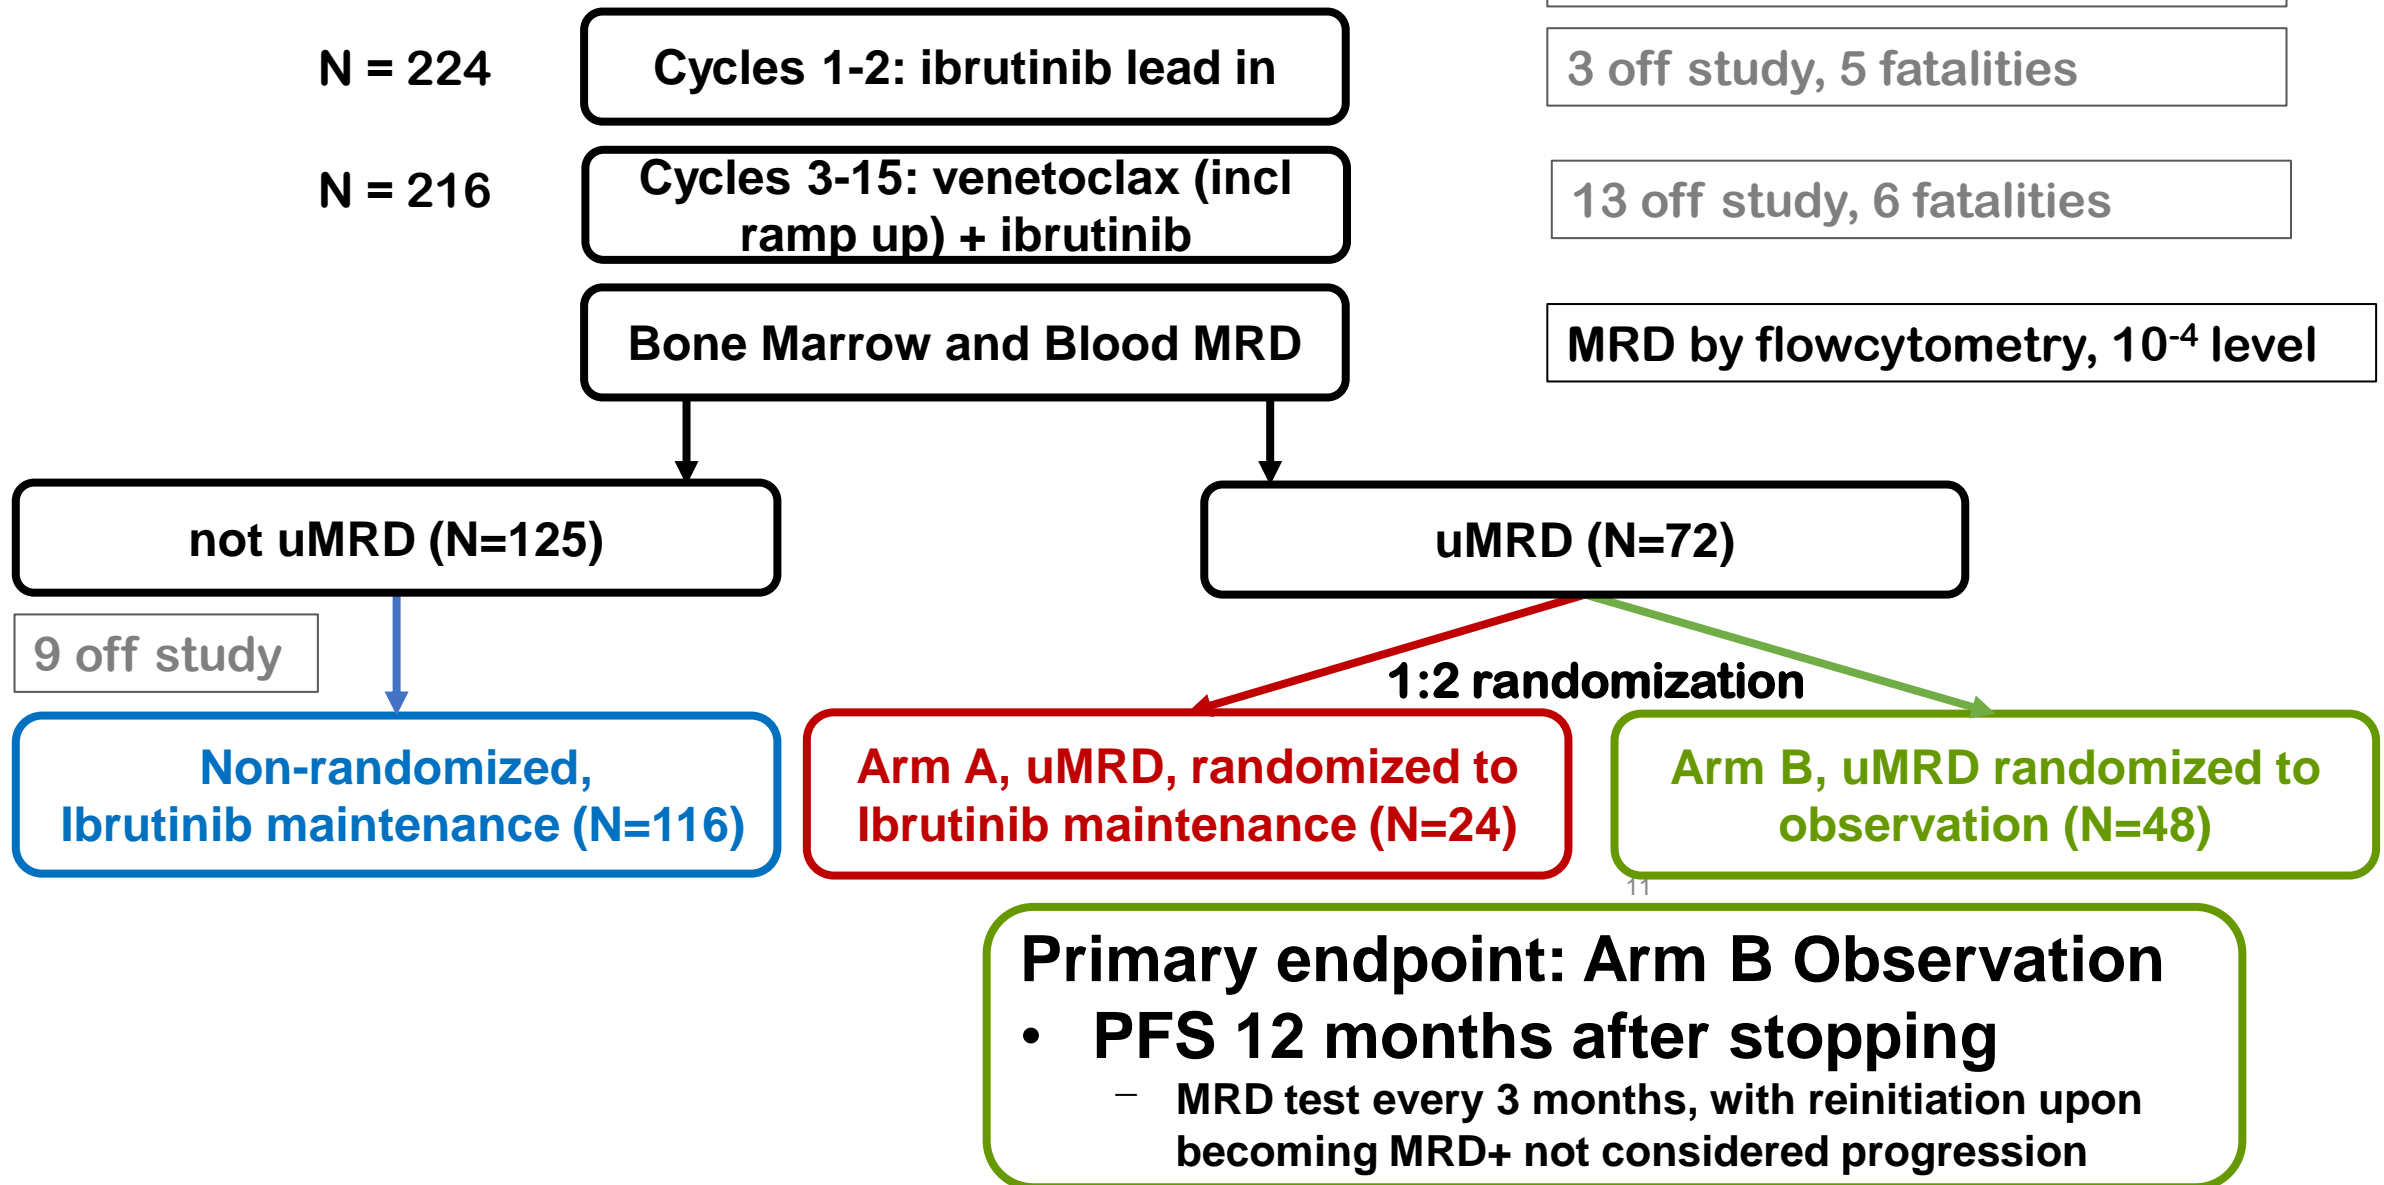 N = 224
Cycles 1-2: ibrutinib lead in
3 off study, 5 fatalities
N = 216
Cycles 3-15: venetoclax (incl
ramp up) + ibrutinib
13 off study, 6 fatalities
Bone Marrow and Blood MRD
MRD by flowcytometry, 10⁻⁴ level
not uMRD (N=125)
uMRD (N=72)
9 off study
1:2 randomization
Non-randomized,
Ibrutinib maintenance (N=116)
Arm A, uMRD, randomized to
Ibrutinib maintenance (N=24)
Arm B, uMRD randomized to
observation (N=48)
11
Primary endpoint: Arm B Observation
• PFS 12 months after stopping
– MRD test every 3 months, with reinitiation upon
becoming MRD+ not considered progression